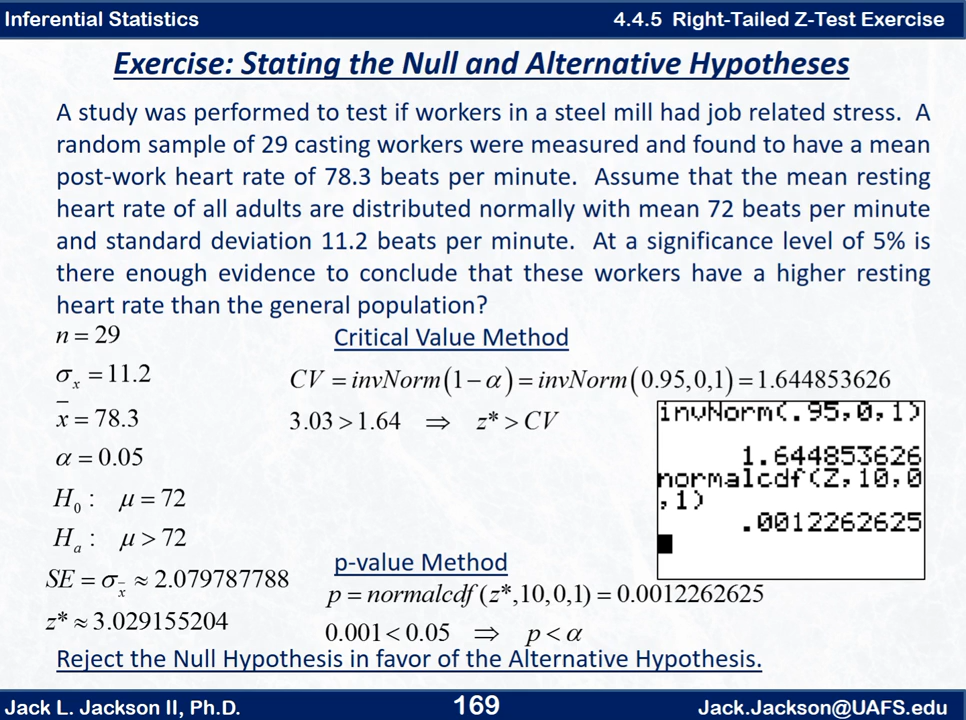 Inferential Statistics
4.4.5 Right-Tailed Z-Test Exercise
Exercise: Stating the Null and Alternative Hypotheses
A study was performed to test if workers in a steel mill had job related stress. A
random sample of 29 casting workers were measured and found to have a mean
post-work heart rate of 78.3 beats per minute. Assume that the mean resting
heart rate of all adults are distributed normally with mean 72 beats per minute
and standard deviation 11.2 beats per minute. At a significance level of 5% is
there enough evidence to conclude that these workers have a higher resting
heart rate than the general population?
n = 29
σₓ = 11.2
x̄ = 78.3
α = 0.05
H₀ : μ = 72
Hₐ : μ > 72
SE = σ_x̄ ≈ 2.079787788
z* ≈ 3.029155204
Critical Value Method
CV = invNorm(1−α) = invNorm(0.95,0,1) = 1.644853626
3.03 > 1.64 ⇒ z* > CV
invNorm(.95,0,1)
1.644853626
normalcdf(Z,10,0
,1)
.0012262625
p-value Method
p = normalcdf(z*,10,0,1) = 0.0012262625
0.001 < 0.05 ⇒ p < α
Reject the Null Hypothesis in favor of the Alternative Hypothesis.
Jack L. Jackson II, Ph.D.
169
Jack.Jackson@UAFS.edu